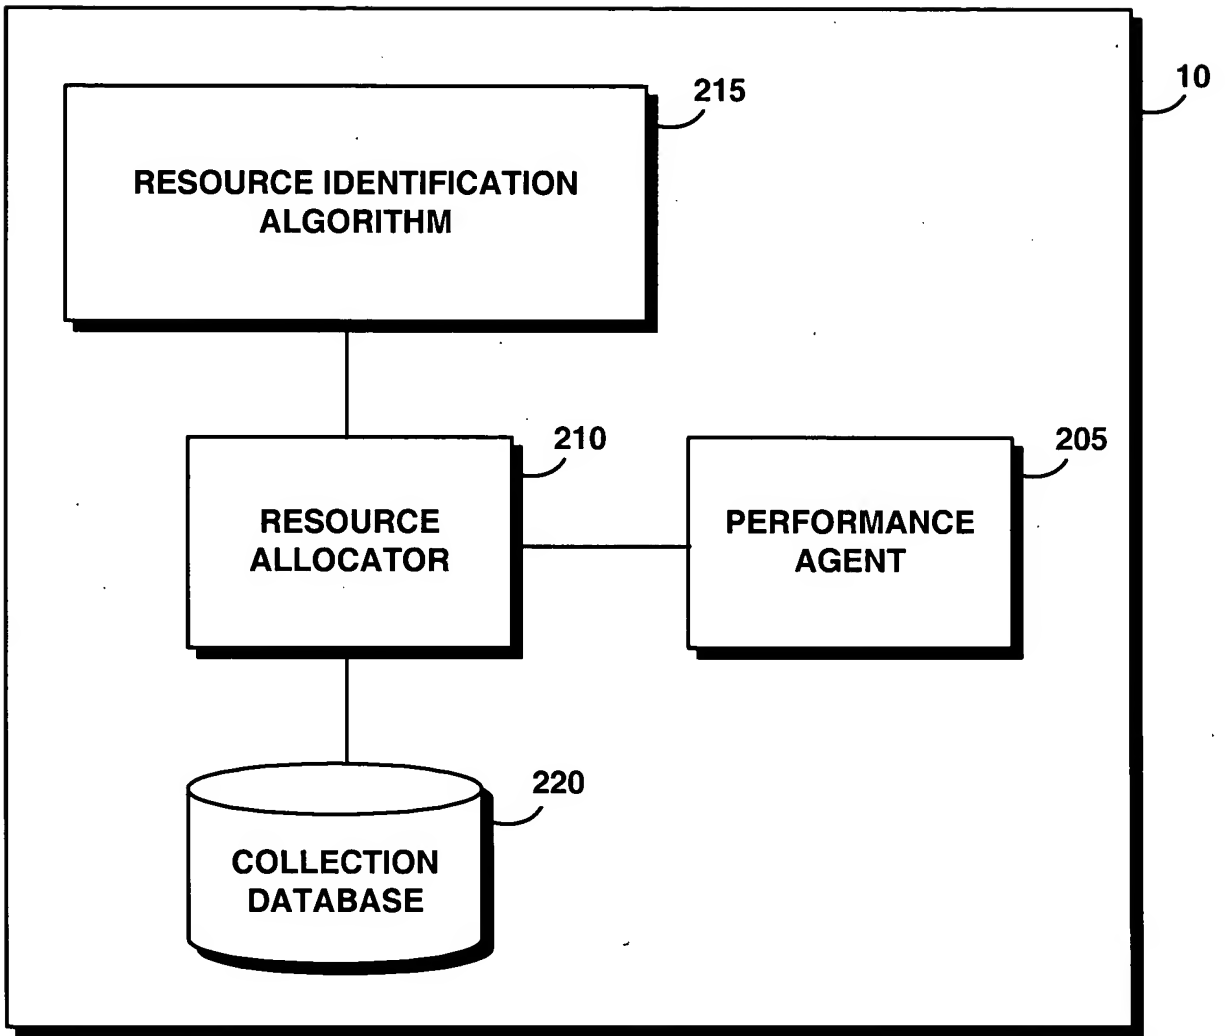 215
10
RESOURCE IDENTIFICATION
ALGORITHM
210
205
RESOURCE
ALLOCATOR
PERFORMANCE
AGENT
220
COLLECTION
DATABASE